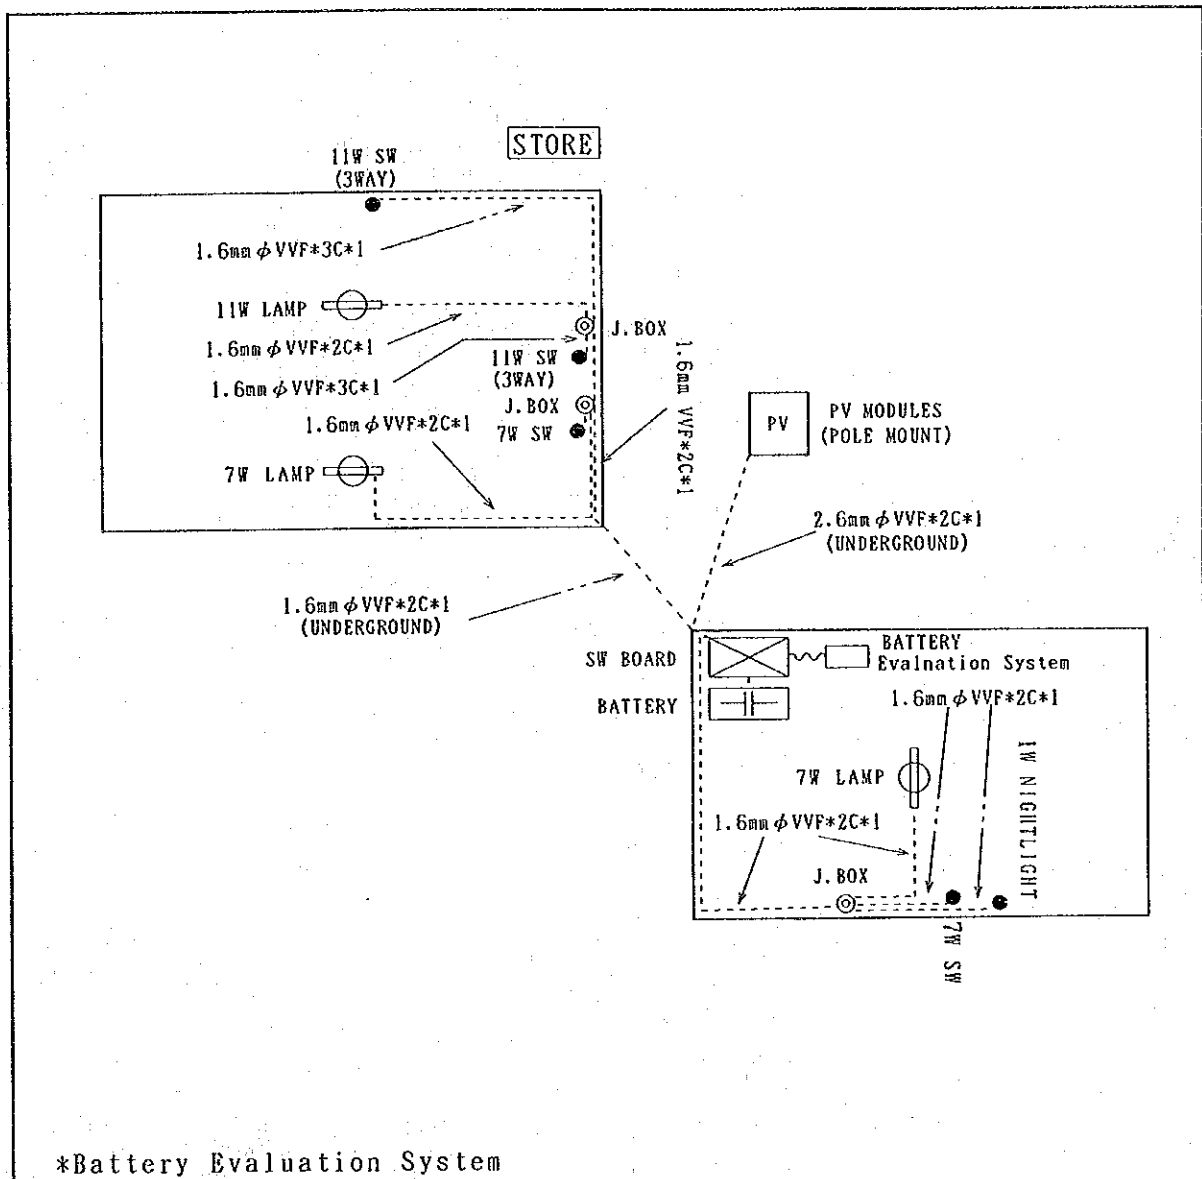 STORE
11W SW
(3WAY)
1.6mmφVVF*3C*1
11W LAMP
J.BOX
1.6mmφVVF*2C*1
11W SW
(3WAY)
1.6mmφVVF*3C*1
1.6mm VVF*2C*1
J.BOX
1.6mmφVVF*2C*1
7W SW
7W LAMP
PV
PV MODULES
(POLE MOUNT)
2.6mmφVVF*2C*1
(UNDERGROUND)
1.6mmφVVF*2C*1
(UNDERGROUND)
SW BOARD
BATTERY
Evalnation System
BATTERY
1.6mmφVVF*2C*1
7W LAMP
1W NIGHTLIGHT
1.6mmφVVF*2C*1
J.BOX
7W SW
*Battery Evaluation System